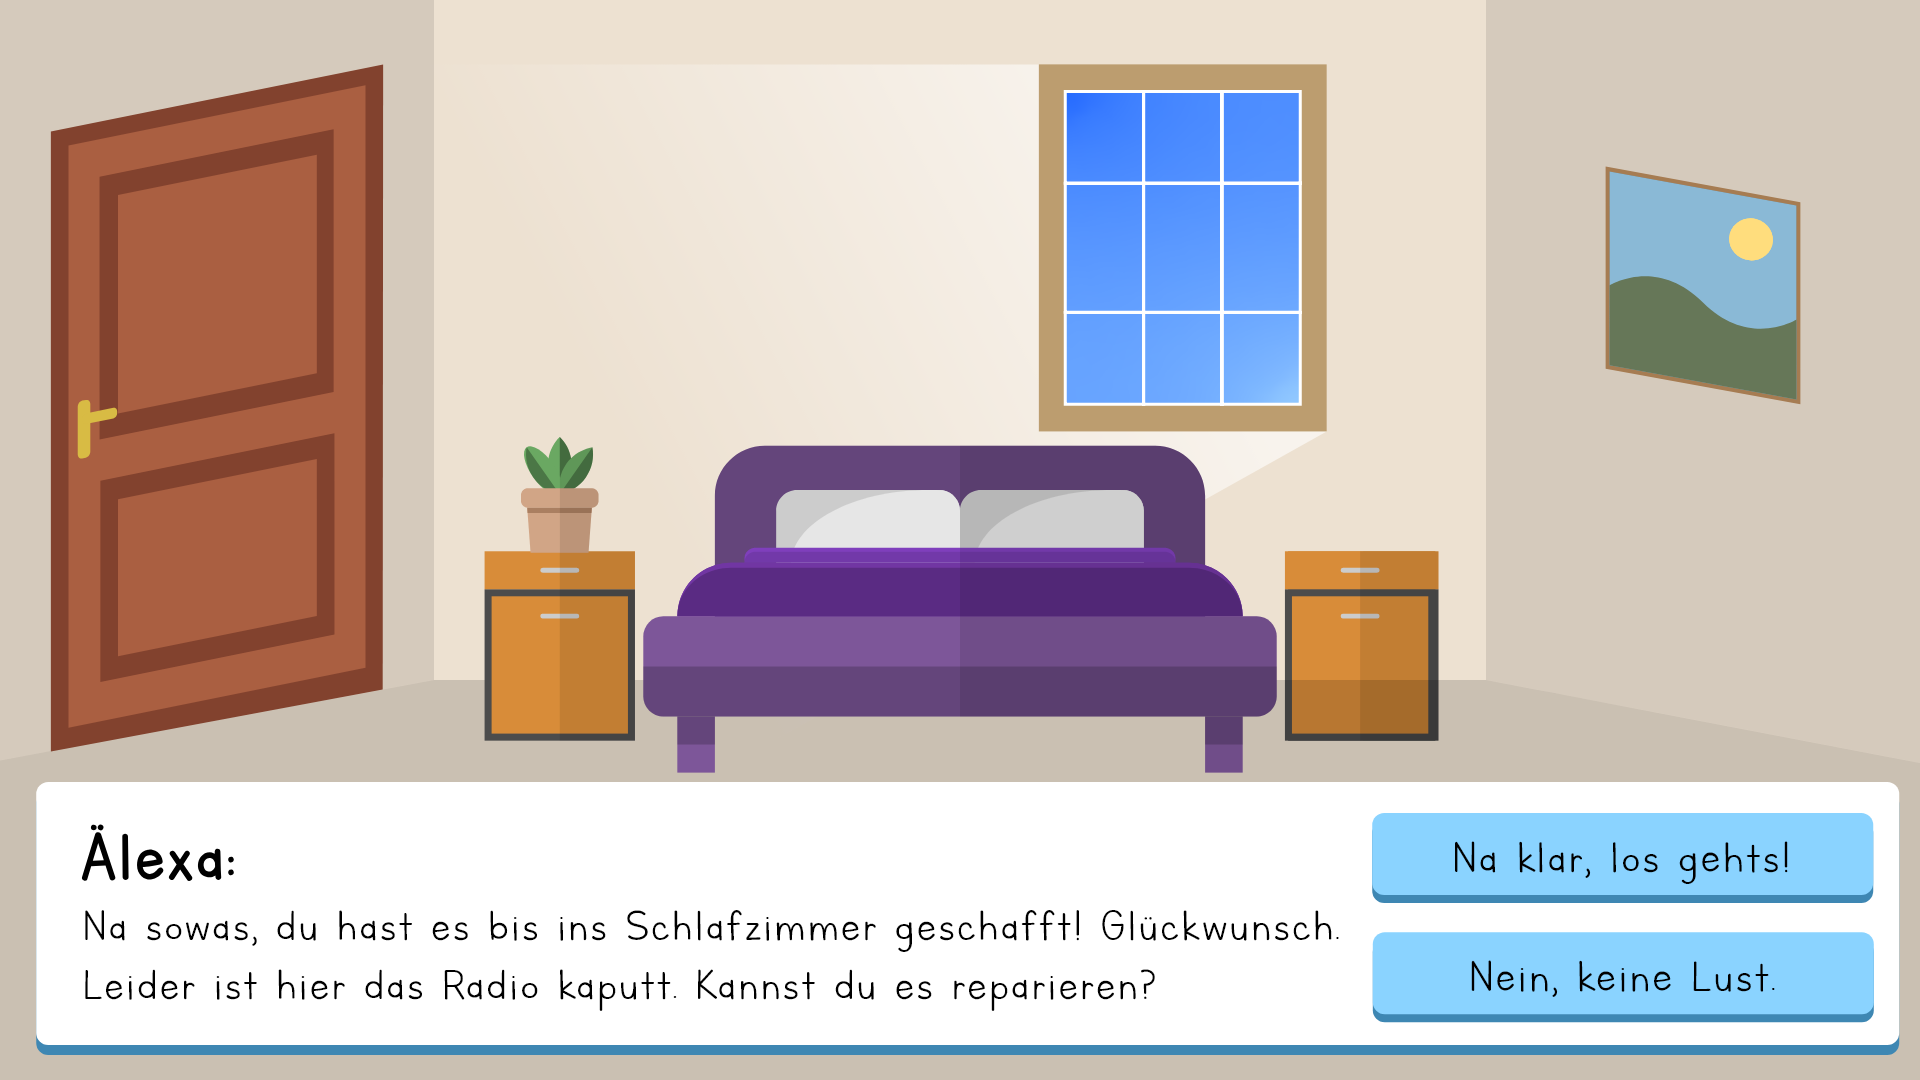 Älexa:
Na sowas, du hast es bis ins Schlafzimmer geschafft! Glückwunsch.
Leider ist hier das Radio kaputt. Kannst du es reparieren?
Na klar, los gehts!
Nein, keine Lust.